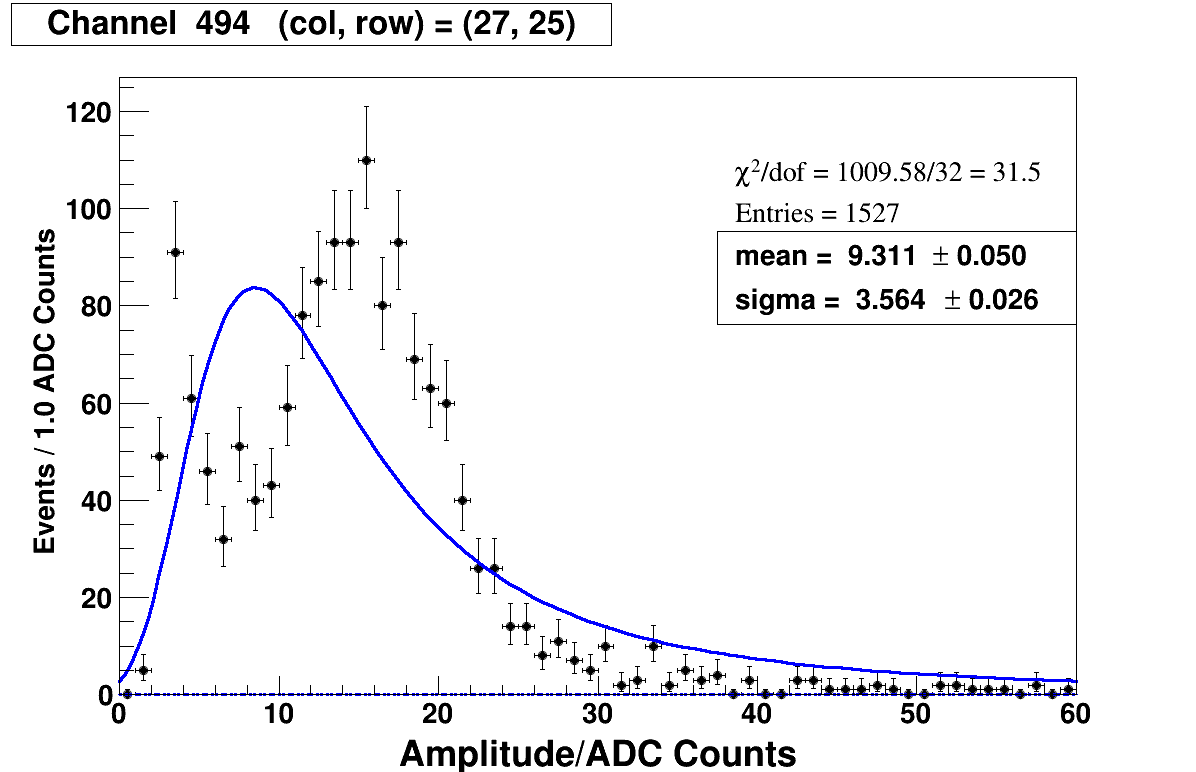 Channel 494 (col, row) = (27, 25)
χ²/dof = 1009.58/32 = 31.5
Entries = 1527
mean = 9.311 ± 0.050
sigma = 3.564 ± 0.026
Events / 1.0 ADC Counts
120
100
80
60
40
20
0
0 10 20 30 40 50 60
Amplitude/ADC Counts